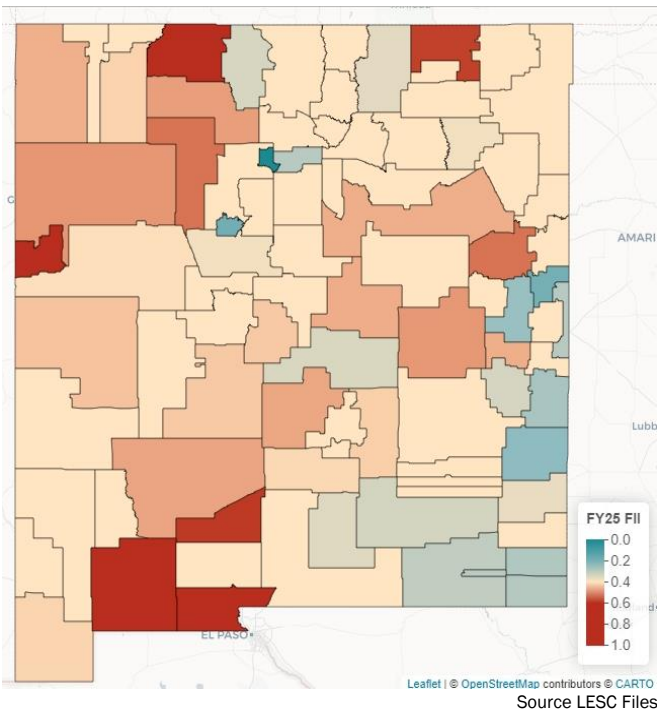 AMARI
Lubb
EL PASO
FY25 FII
0.0
0.2
0.4
0.6
0.8
1.0
Leaflet | © OpenStreetMap contributors © CARTO
Source LESC Files